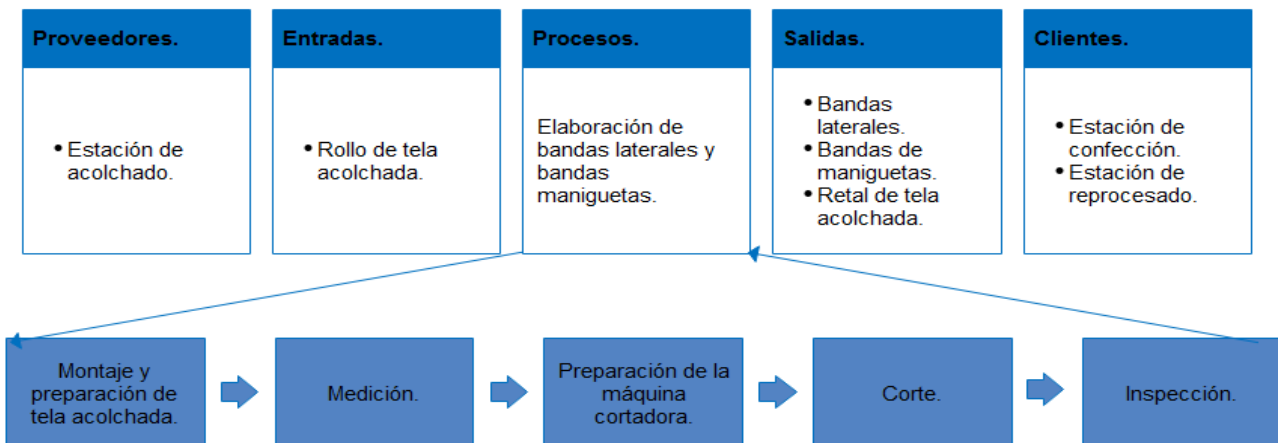 Proveedores.
• Estación de
acolchado.
Entradas.
• Rollo de tela
acolchada.
Procesos.
Elaboración de
bandas laterales y
bandas
maniguetas.
Salidas.
• Bandas
laterales.
• Bandas de
maniguetas.
• Retal de tela
acolchada.
Clientes.
• Estación de
confección.
• Estación de
reprocesado.
Montaje y
preparación de
tela acolchada.
Medición.
Preparación de la
máquina
cortadora.
Corte.
Inspección.